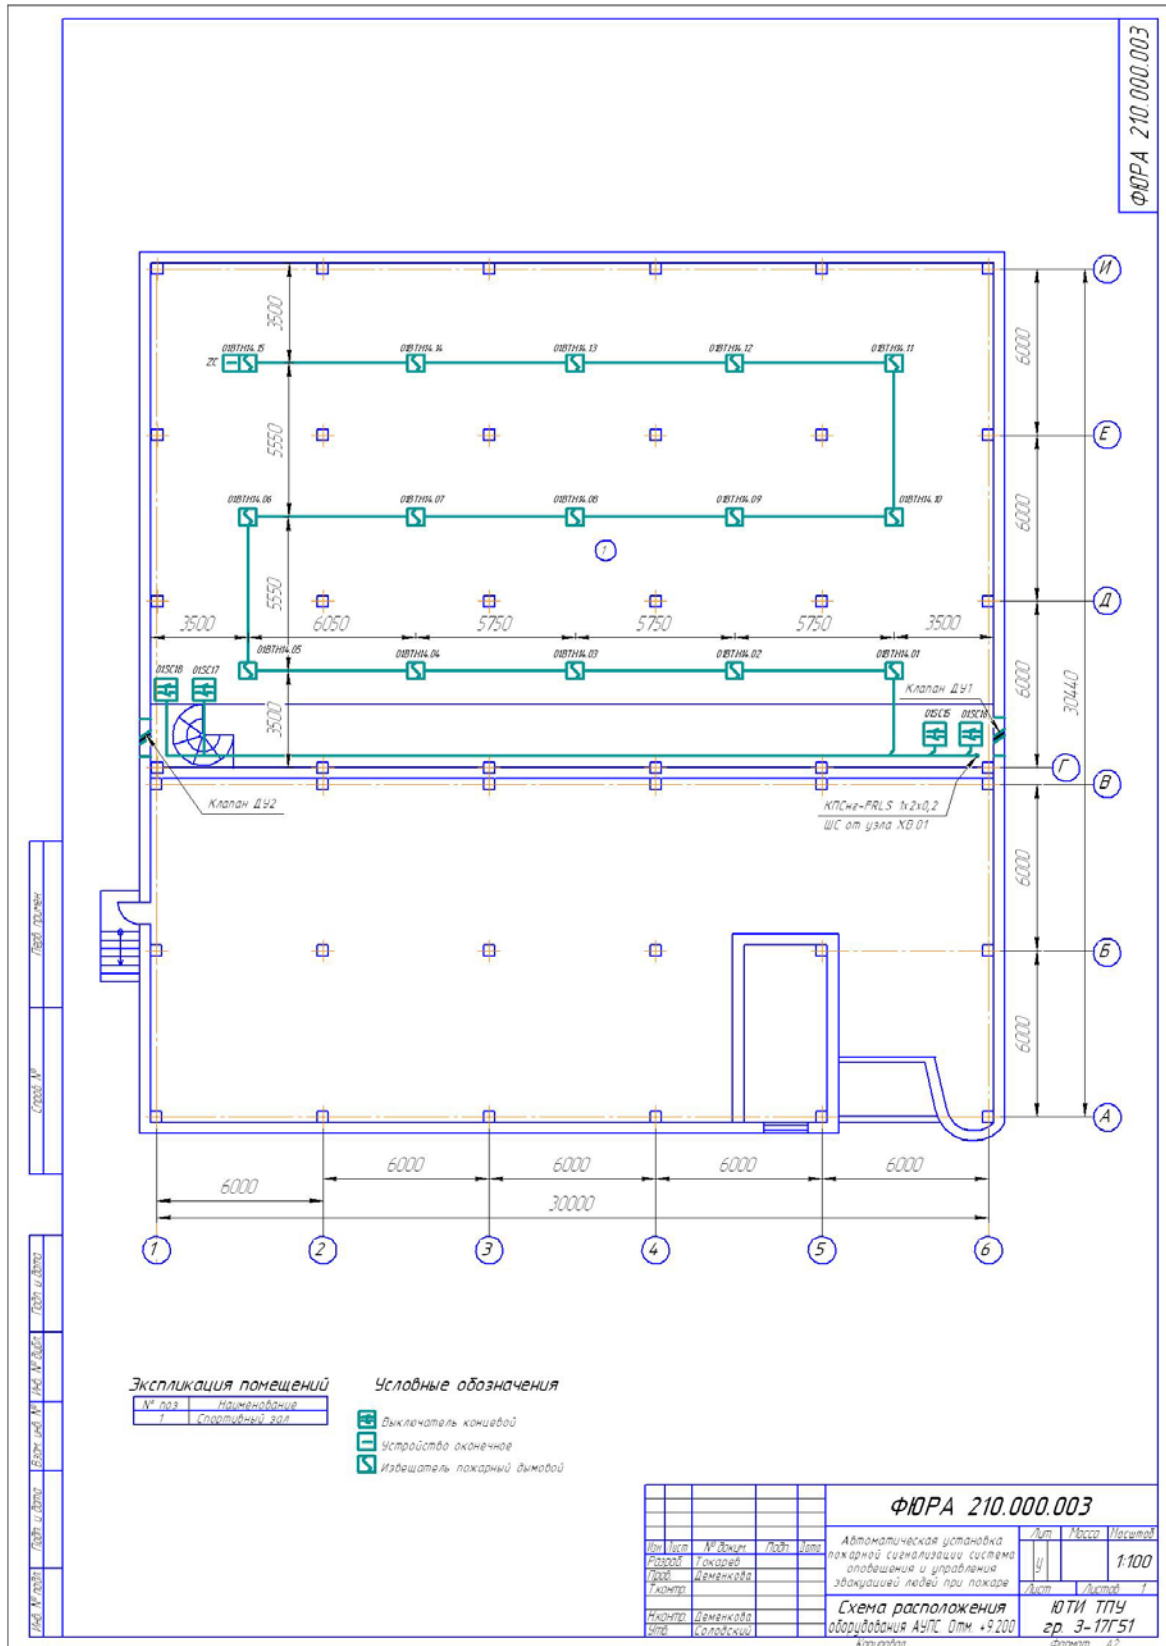 ФЮРА 210.000.003
И
3500
01BTH14.15
01BTH14.14
01BTH14.13
01BTH14.12
01BTH14.11
ZC
6000
Е
5550
01BTH14.06
01BTH14.07
01BTH14.08
01BTH14.09
01BTH14.10
6000
1
5550
Д
3500
6050
5750
5750
5750
3500
01BTH14.05
01BTH14.04
01BTH14.03
01BTH14.02
01BTH14.01
01SC18
01SC17
Клапан ДУ1
6000
30440
3500
01SC15
01SC16
Г
В
Клапан ДУ2
КПСнг-FRLS 1х2х0,2
ШС от узла ХВ.01
6000
Б
6000
А
6000
6000
6000
6000
6000
30000
1
2
3
4
5
6
Перв. примен.
Справ. №
Подп. и дата
Инв. № дубл.
Взам. инв. №
Подп. и дата
Инв. № подл.
Экспликация помещений
№ поз
Наименование
1
Спортивный зал
Условные обозначения
Выключатель концевой
Устройство оконечное
Извещатель пожарный дымовой
ФЮРА 210.000.003
Изм
Лист
№ докум.
Подп.
Дата
Разраб.
Токарев
Пров.
Деменкова
Т.контр.
Н.контр.
Деменкова
Утв.
Солодский
Автоматическая установка
пожарной сигнализации система
оповещения и управления
эвакуацией людей при пожаре
Лит
Масса
Масштаб
у
1:100
Лист
Листов 1
Схема расположения
оборудования АУПС. Отм. +9.200
ЮТИ ТПУ
гр. З-17Г51
Копировал
Формат А2